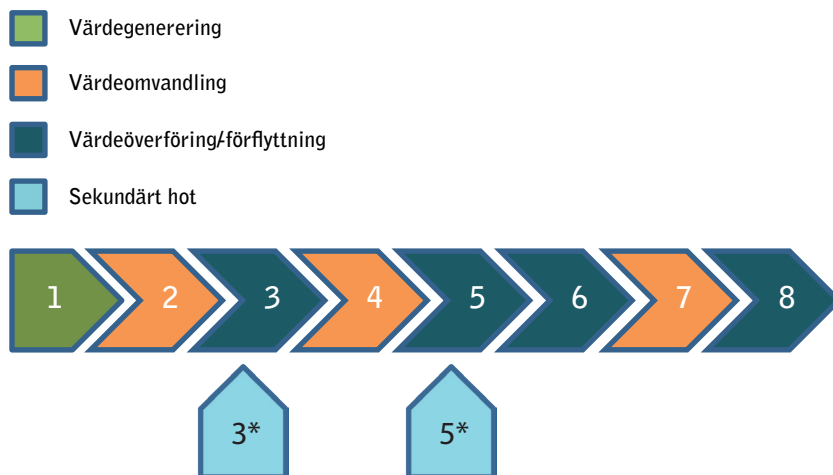 Värdegenerering
Värdeomvandling
Värdeöverföring/-förflyttning
Sekundärt hot
1 2 3 4 5 6 7 8
3* 5*